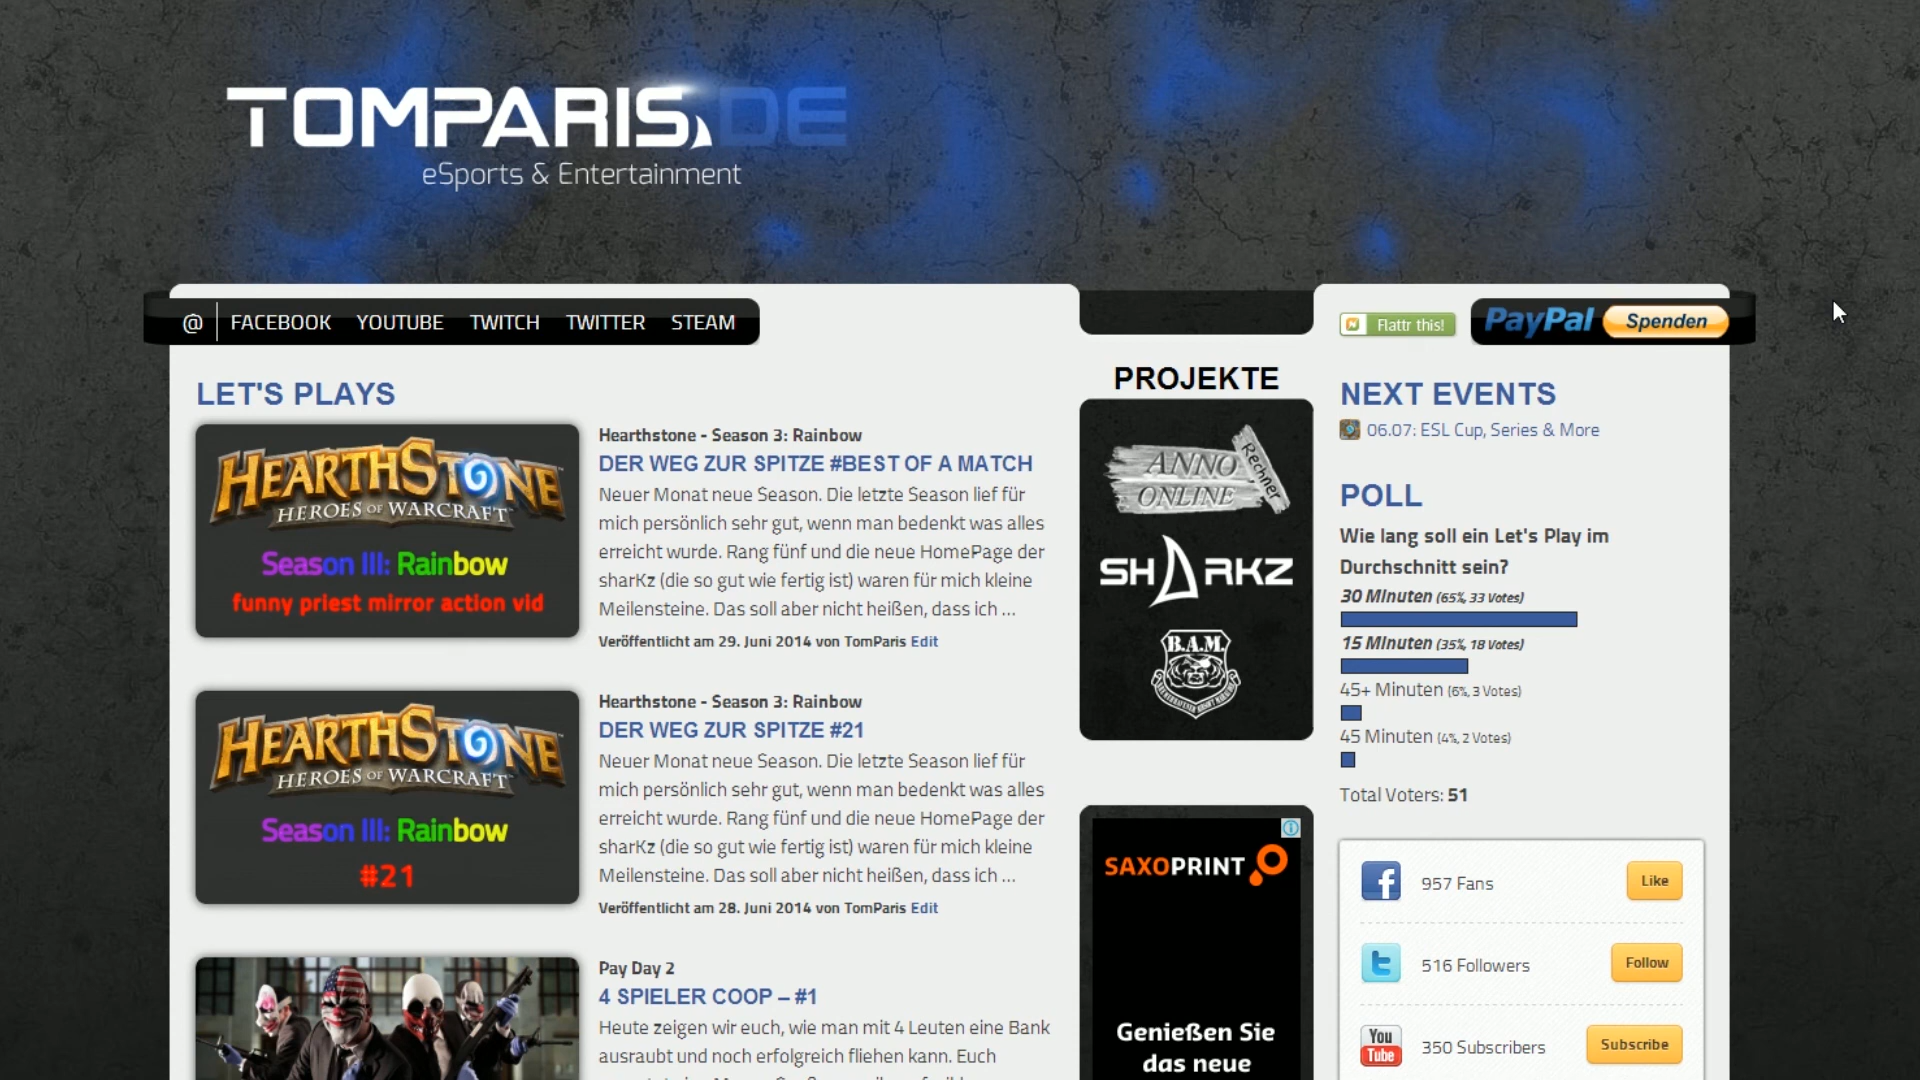 TOMPARIS.DE
eSports & Entertainment
@ FACEBOOK YOUTUBE TWITCH TWITTER STEAM
Flattr this!
PayPal Spenden
LET'S PLAYS
HEARTHSTONE
HEROES OF WARCRAFT
Season III: Rainbow
funny priest mirror action vid
Hearthstone - Season 3: Rainbow
DER WEG ZUR SPITZE #BEST OF A MATCH
Neuer Monat neue Season. Die letzte Season lief für
mich persönlich sehr gut, wenn man bedenkt was alles
erreicht wurde. Rang fünf und die neue HomePage der
sharKz (die so gut wie fertig ist) waren für mich kleine
Meilensteine. Das soll aber nicht heißen, dass ich ...
Veröffentlicht am 29. Juni 2014 von TomParis Edit
HEARTHSTONE
HEROES OF WARCRAFT
Season III: Rainbow
#21
Hearthstone - Season 3: Rainbow
DER WEG ZUR SPITZE #21
Neuer Monat neue Season. Die letzte Season lief für
mich persönlich sehr gut, wenn man bedenkt was alles
erreicht wurde. Rang fünf und die neue HomePage der
sharKz (die so gut wie fertig ist) waren für mich kleine
Meilensteine. Das soll aber nicht heißen, dass ich ...
Veröffentlicht am 28. Juni 2014 von TomParis Edit
Pay Day 2
4 SPIELER COOP – #1
Heute zeigen wir euch, wie man mit 4 Leuten eine Bank
ausraubt und noch erfolgreich fliehen kann. Euch
PROJEKTE
ANNO
ONLINE
Rechner
SHARKZ
B.A.M.
SAXOPRINT
Genießen Sie
das neue
NEXT EVENTS
06.07: ESL Cup, Series & More
POLL
Wie lang soll ein Let's Play im
Durchschnitt sein?
30 Minuten (65%, 33 Votes)
15 Minuten (35%, 18 Votes)
45+ Minuten (6%, 3 Votes)
45 Minuten (4%, 2 Votes)
Total Voters: 51
957 Fans Like
516 Followers Follow
You
Tube
350 Subscribers Subscribe